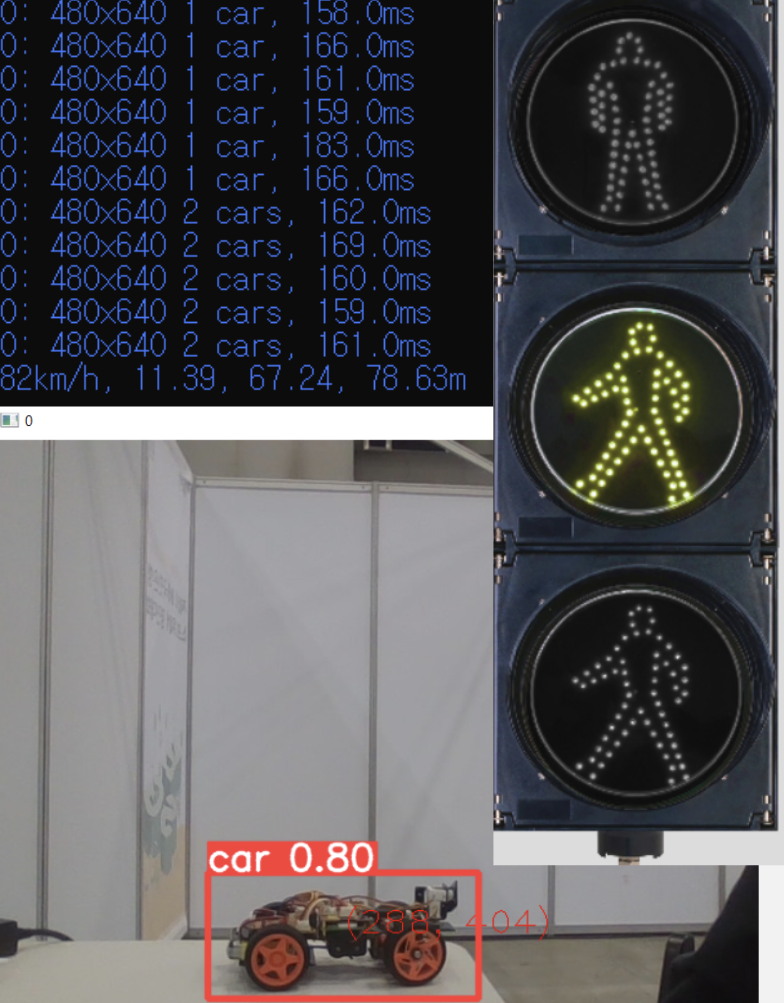 0: 480x640 1 car, 158.0ms
0: 480x640 1 car, 166.0ms
0: 480x640 1 car, 161.0ms
0: 480x640 1 car, 159.0ms
0: 480x640 1 car, 183.0ms
0: 480x640 1 car, 166.0ms
0: 480x640 2 cars, 162.0ms
0: 480x640 2 cars, 169.0ms
0: 480x640 2 cars, 160.0ms
0: 480x640 2 cars, 159.0ms
0: 480x640 2 cars, 161.0ms
82km/h, 11.39, 67.24, 78.63m
0
car 0.80
(288, 404)